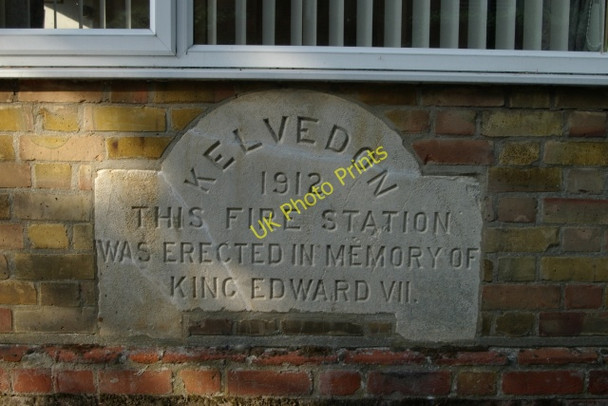 KELVEDON
1912
THIS FIRE STATION
WAS ERECTED IN MEMORY OF
KING EDWARD VII.
UK Photo Prints